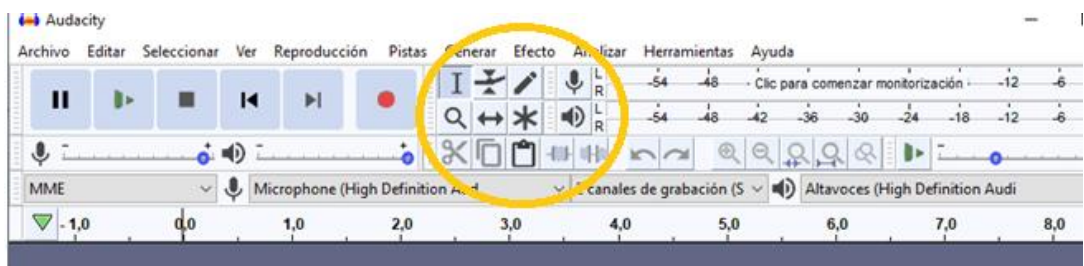 Audacity
Archivo Editar Seleccionar Ver Reproducción Pistas Generar Efecto Analizar Herramientas Ayuda
L R -54 -48 Clic para comenzar monitorización -12 -6
L R -54 -48 -42 -36 -30 -24 -18 -12 -6
MME Microphone (High Definition Aud canales de grabación (S Altavoces (High Definition Audi
-1,0 0,0 1,0 2,0 3,0 4,0 5,0 6,0 7,0 8,0